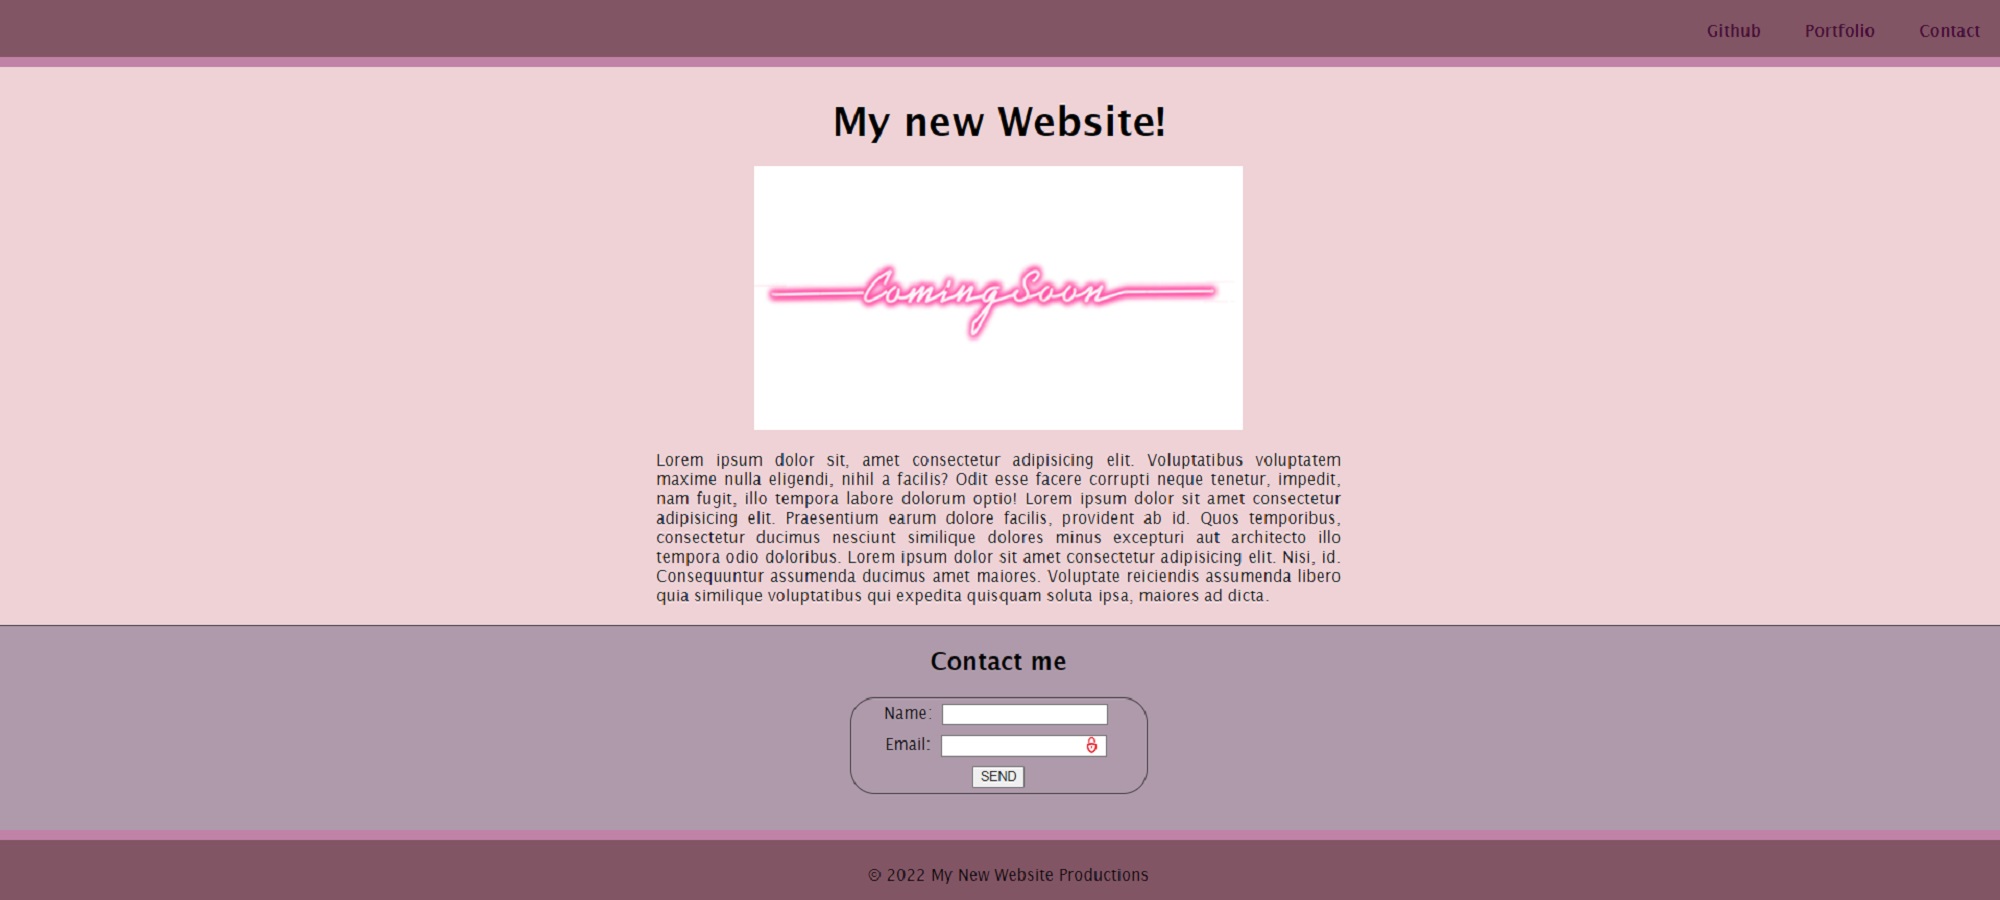 Github Portfolio Contact
My new Website!
Coming Soon
Lorem ipsum dolor sit, amet consectetur adipisicing elit. Voluptatibus voluptatem
maxime nulla eligendi, nihil a facilis? Odit esse facere corrupti neque tenetur, impedit,
nam fugit, illo tempora labore dolorum optio! Lorem ipsum dolor sit amet consectetur
adipisicing elit. Praesentium earum dolore facilis, provident ab id. Quos temporibus,
consectetur ducimus nesciunt similique dolores minus excepturi aut architecto illo
tempora odio doloribus. Lorem ipsum dolor sit amet consectetur adipisicing elit. Nisi, id.
Consequuntur assumenda ducimus amet maiores. Voluptate reiciendis assumenda libero
quia similique voluptatibus qui expedita quisquam soluta ipsa, maiores ad dicta.
Contact me
Name:
Email:
SEND
© 2022 My New Website Productions